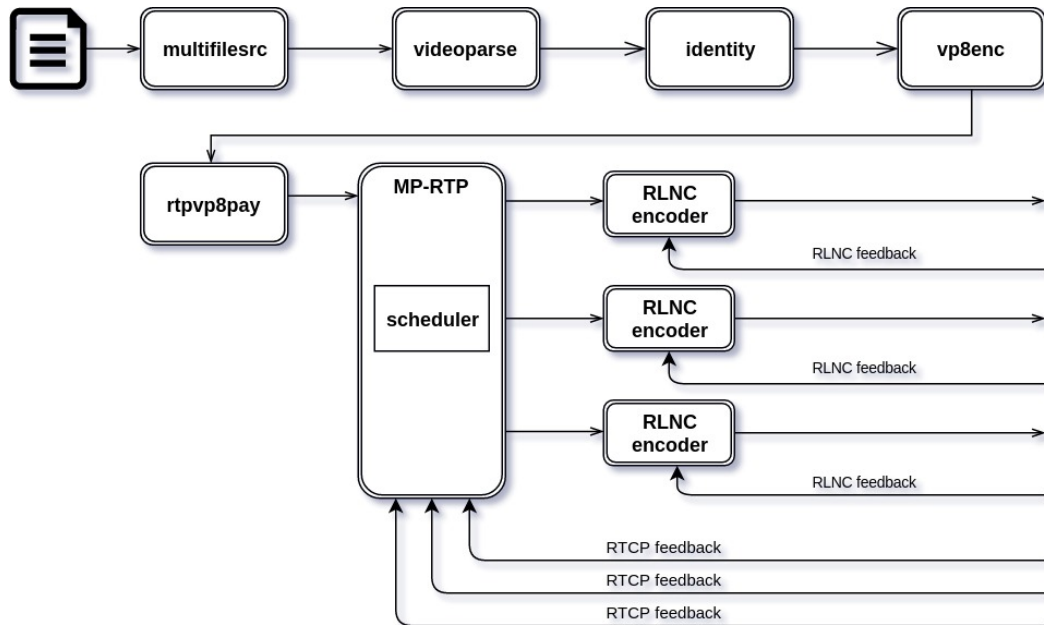 multifilesrc
videoparse
identity
vp8enc
rtpvp8pay
MP-RTP
scheduler
RLNC
encoder
RLNC feedback
RLNC
encoder
RLNC feedback
RLNC
encoder
RLNC feedback
RTCP feedback
RTCP feedback
RTCP feedback